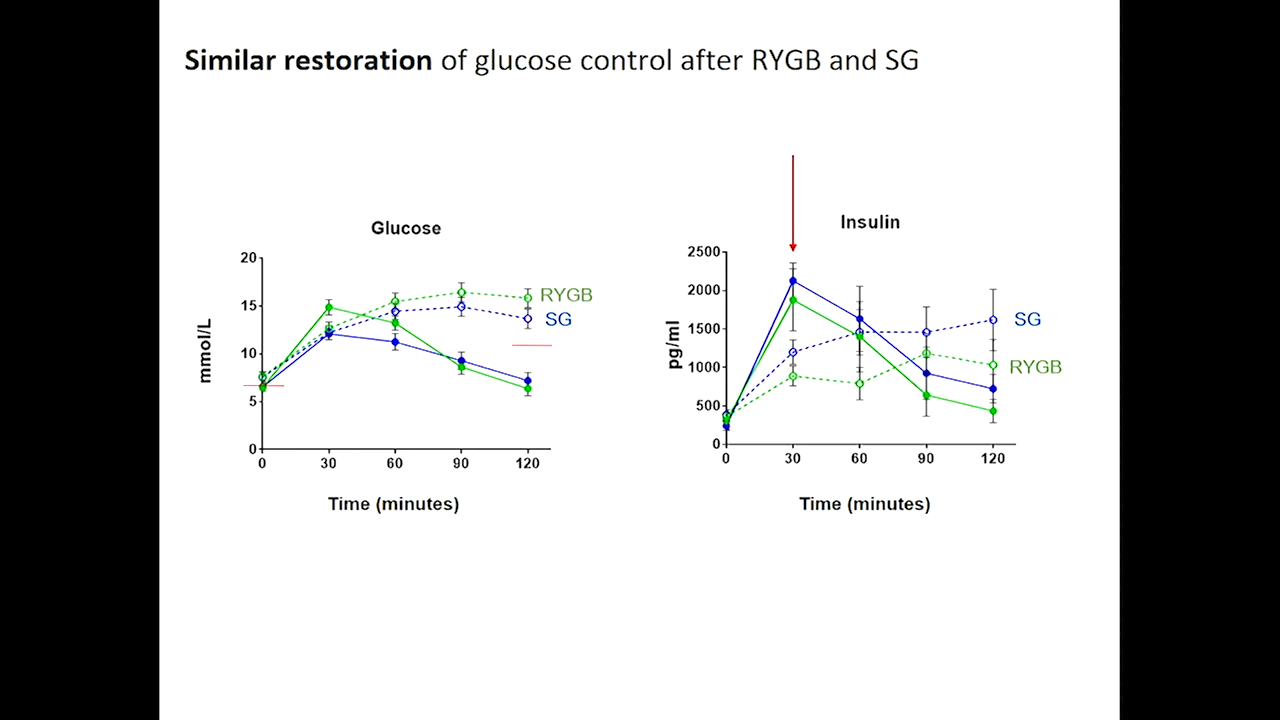 Similar restoration of glucose control after RYGB and SG
Glucose
mmol/L
20
15
10
5
0
0 30 60 90 120
Time (minutes)
RYGB
SG
Insulin
pg/ml
2500
2000
1500
1000
500
0
0 30 60 90 120
Time (minutes)
SG
RYGB